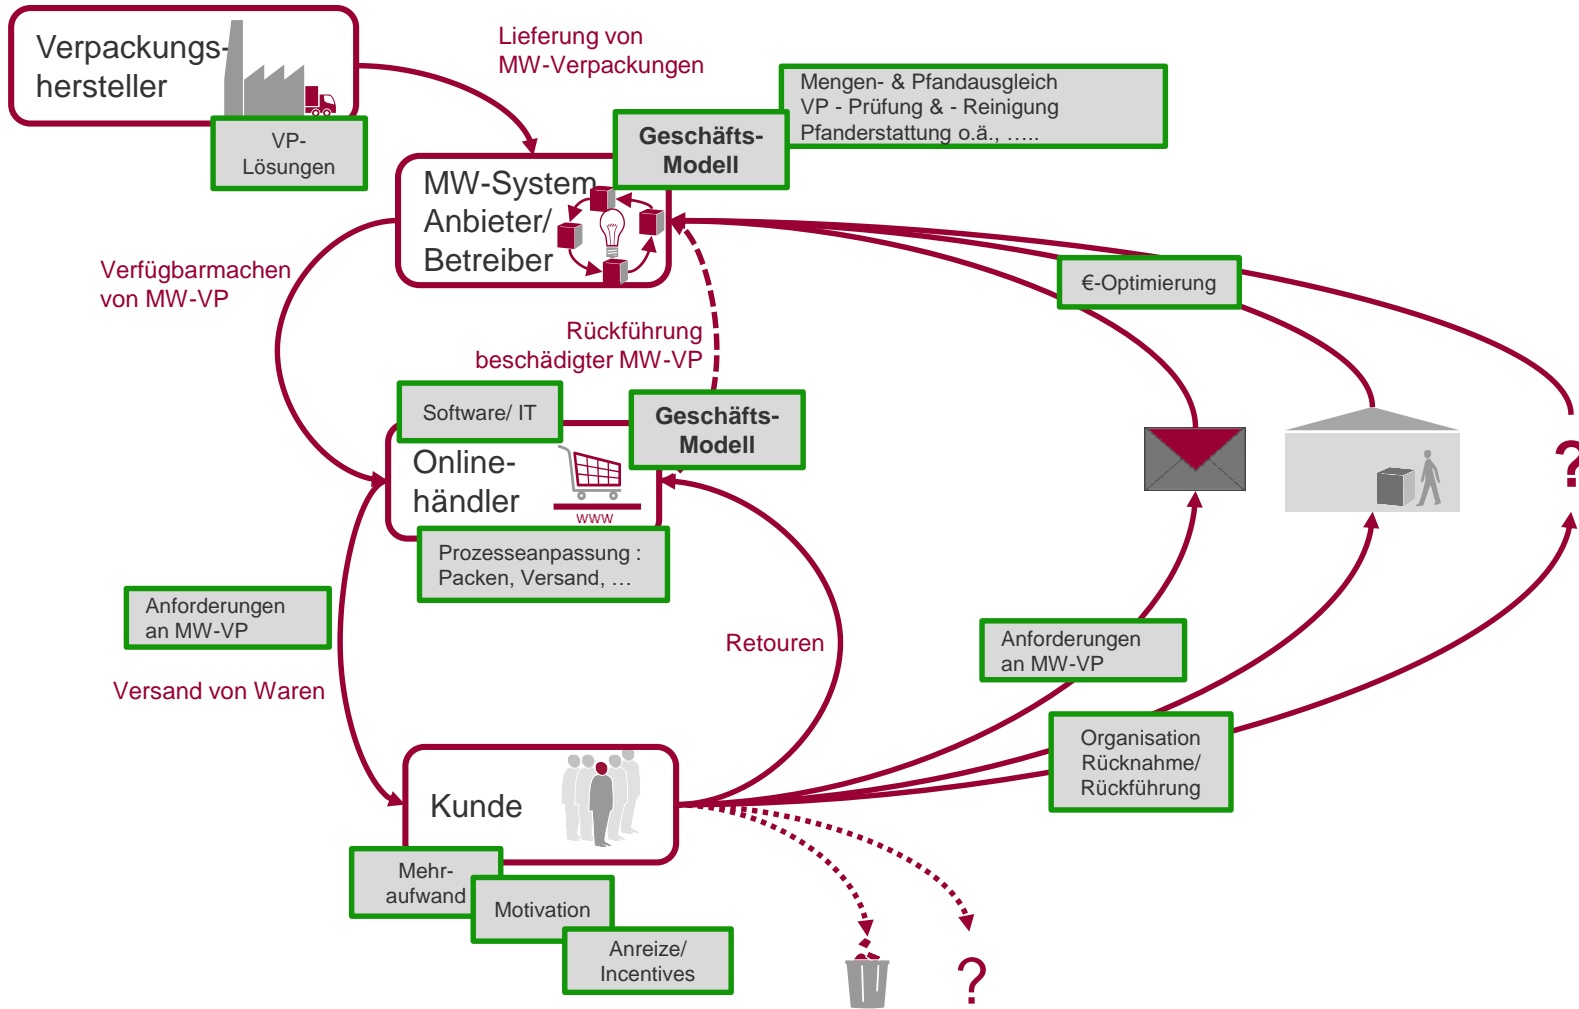 Verpackungs-
hersteller
VP-
Lösungen
Lieferung von
MW-Verpackungen
Mengen- & Pfandausgleich
VP - Prüfung & - Reinigung
Pfanderstattung o.ä., …..
Geschäfts-
Modell
MW-System
Anbieter/
Betreiber
Verfügbarmachen
von MW-VP
€-Optimierung
Rückführung
beschädigter MW-VP
Software/ IT
Geschäfts-
Modell
Online-
händler
www
?
Prozesseanpassung :
Packen, Versand, …
Anforderungen
an MW-VP
Retouren
Anforderungen
an MW-VP
Versand von Waren
Organisation
Rücknahme/
Rückführung
Kunde
Mehr-
aufwand
Motivation
Anreize/
Incentives
?